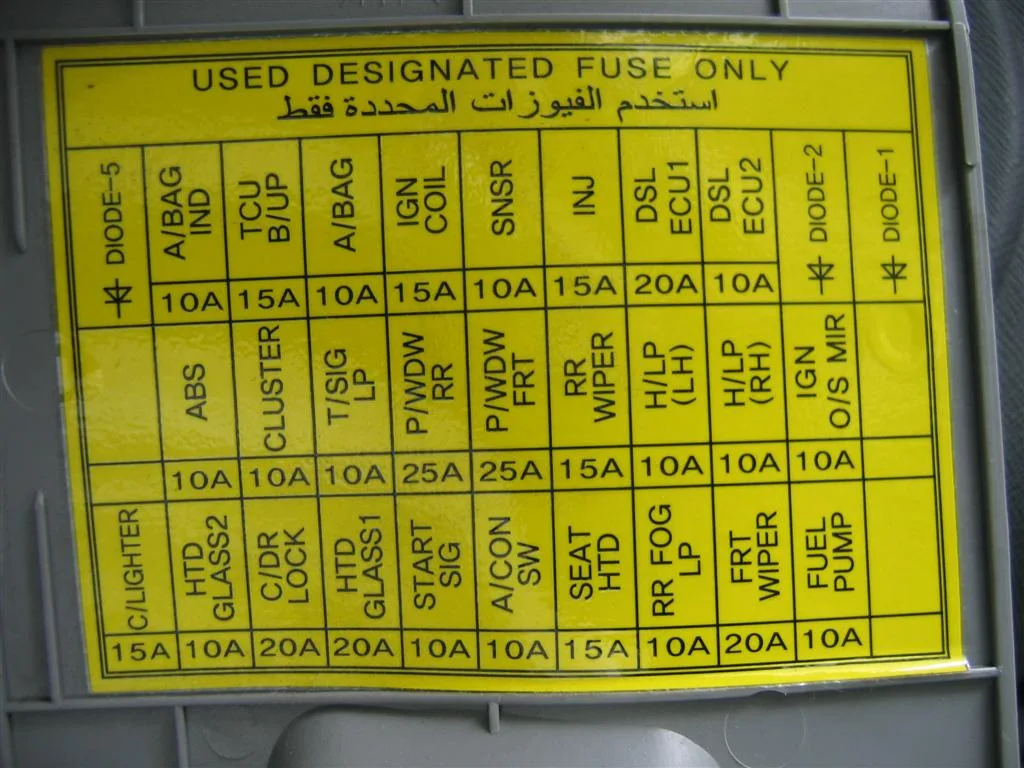 USED DESIGNATED FUSE ONLY
استخدم الفيوزات المحددة فقط
DIODE-5
A/BAG
IND
TCU
B/UP
A/BAG
IGN
COIL
SNSR
INJ
DSL
ECU1
DSL
ECU2
DIODE-2
DIODE-1
10A 15A 10A 15A 10A 15A 20A 10A
ABS
CLUSTER
T/SIG
LP
P/WDW
RR
P/WDW
FRT
RR
WIPER
H/LP
(LH)
H/LP
(RH)
IGN
O/S MIR
10A 10A 10A 25A 25A 15A 10A 10A 10A
C/LIGHTER
HTD
GLASS2
C/DR
LOCK
HTD
GLASS1
START
SIG
A/CON
SW
SEAT
HTD
RR FOG
LP
FRT
WIPER
FUEL
PUMP
15A 10A 20A 20A 10A 10A 15A 10A 20A 10A